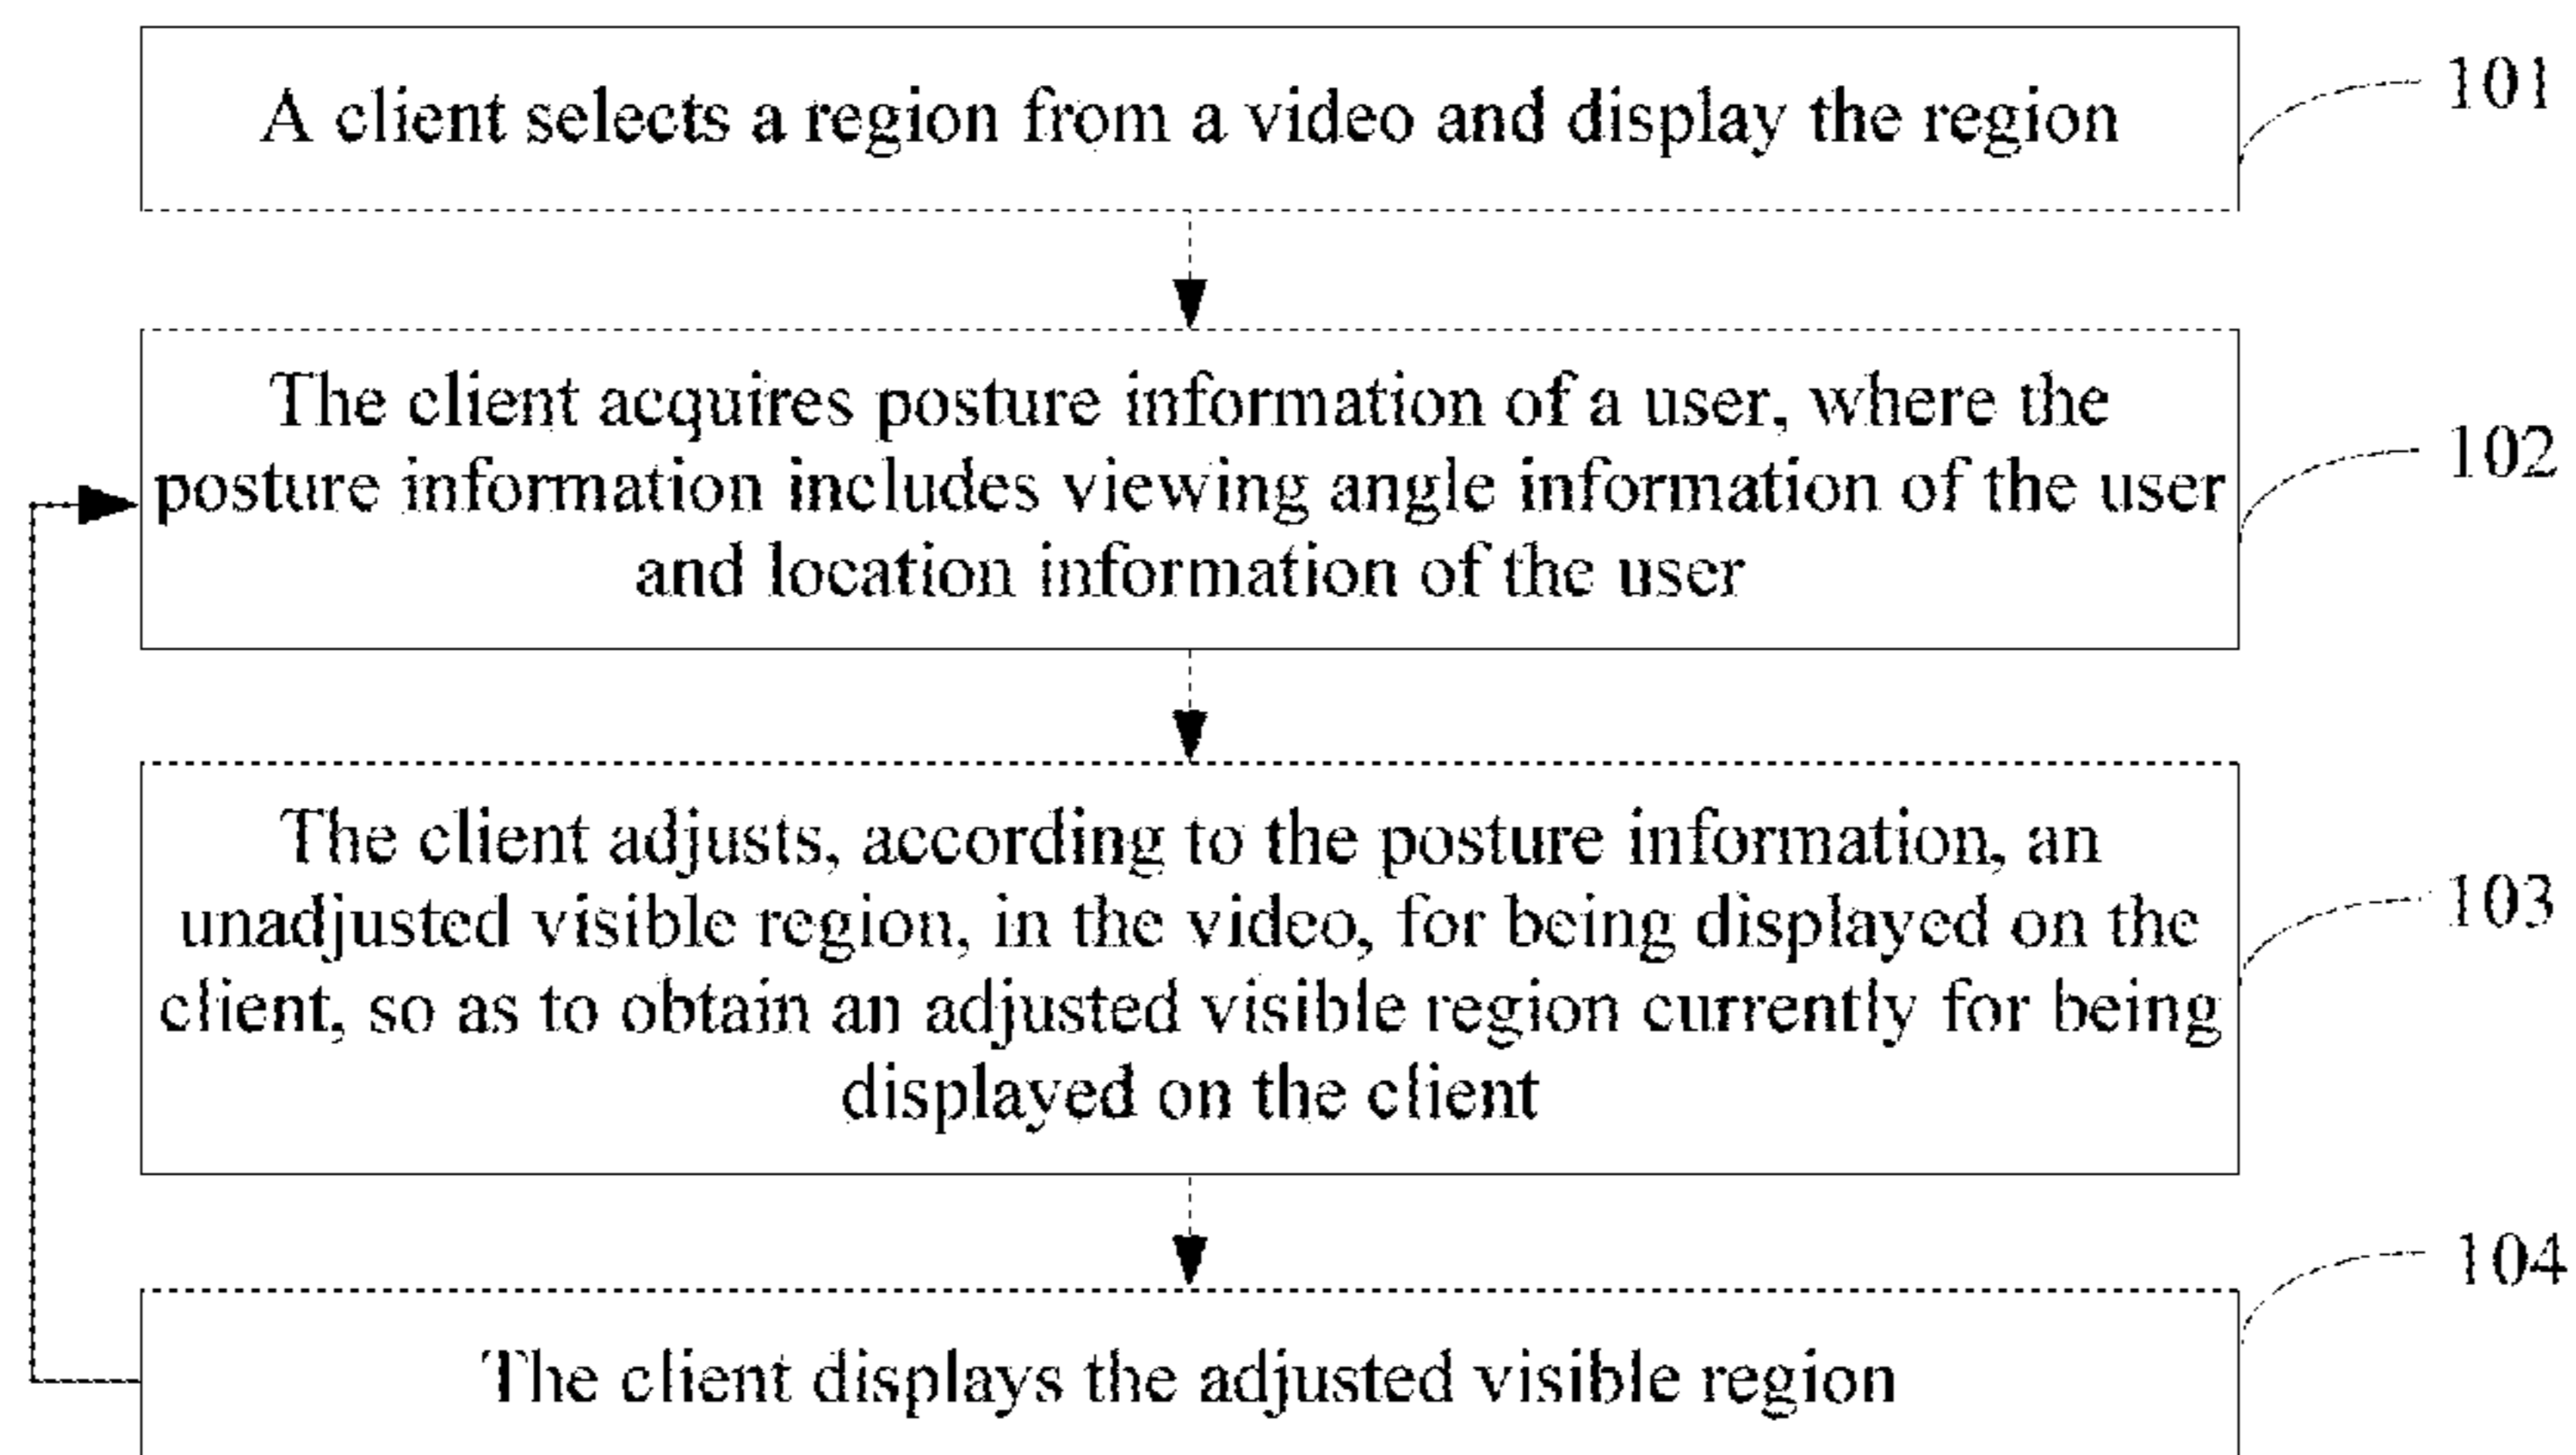 A client selects a region from a video and display the region
101
The client acquires posture information of a user, where the
posture information includes viewing angle information of the user
and location information of the user
102
The client adjusts, according to the posture information, an
unadjusted visible region, in the video, for being displayed on the
client, so as to obtain an adjusted visible region currently for being
displayed on the client
103
The client displays the adjusted visible region
104